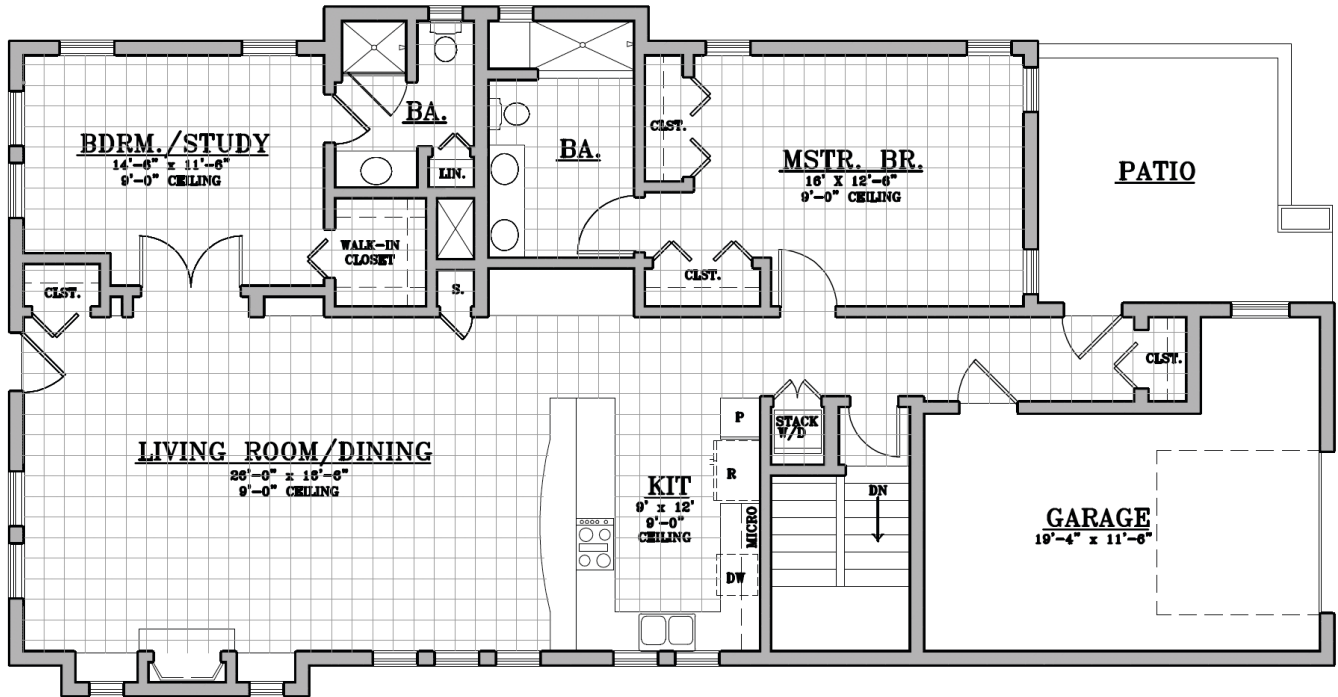 BDRM./STUDY
14'-6" x 11'-6"
9'-0" CEILING
BA.
LIN.
BA.
CLST.
MSTR. BR.
16' X 12'-6"
9'-0" CEILING
PATIO
WALK-IN
CLOSET
CLST.
S.
CLST.
CLST.
LIVING ROOM/DINING
26'-0" x 16'-6"
9'-0" CEILING
KIT
9' x 12'
9'-0"
CEILING
P
R
MICRO
DW
STACK
W/D
DN
GARAGE
19'-4" x 11'-6"